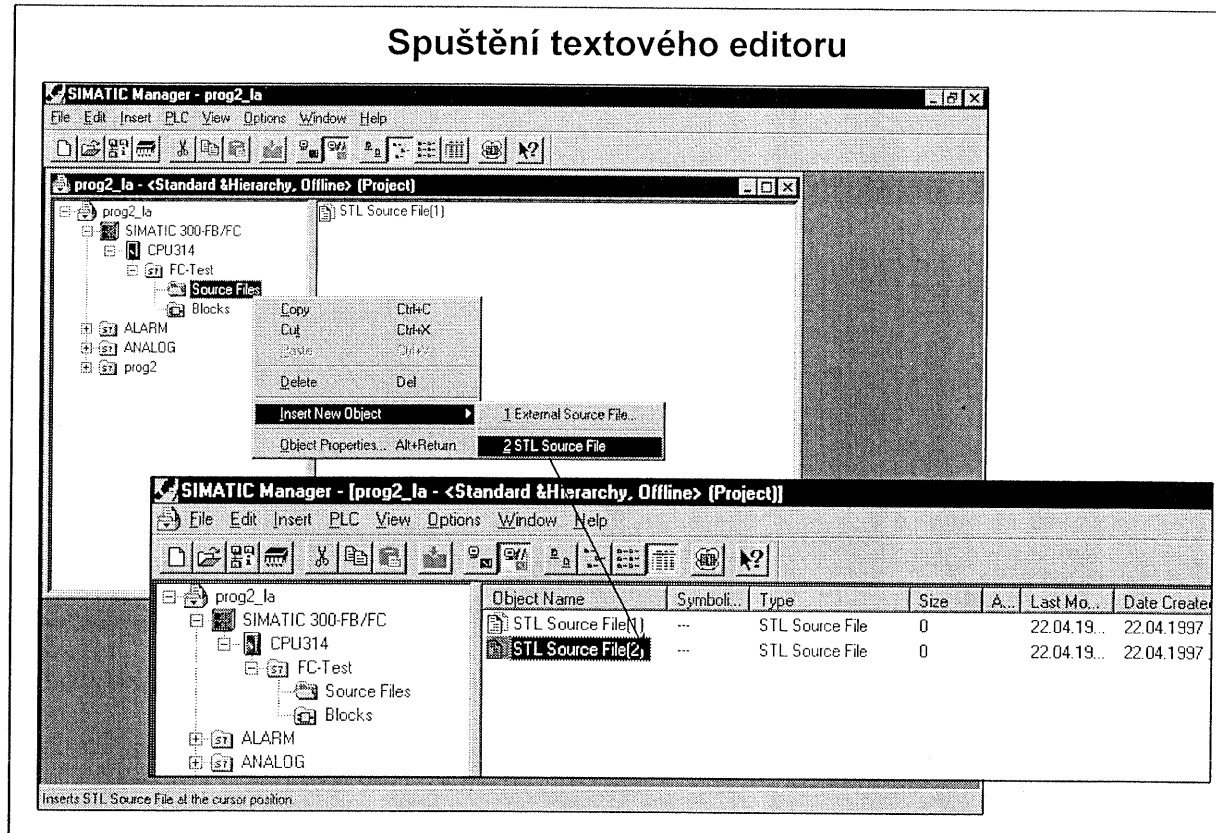 Spuštění textového editoru
SIMATIC Manager - prog2_la
File Edit Insert PLC View Options Window Help
prog2_la - <Standard &Hierarchy, Offline> (Project)
prog2_la
SIMATIC 300-FB/FC
CPU314
FC-Test
Source Files
Blocks
ALARM
ANALOG
prog2
STL Source File(1)
Copy Ctrl+C
Cut Ctrl+X
Paste Ctrl+V
Delete Del
Insert New Object
Object Properties... Alt+Return
1 External Source File...
2 STL Source File
SIMATIC Manager - [prog2_la - <Standard &Hierarchy, Offline> (Project)]
File Edit Insert PLC View Options Window Help
prog2_la
SIMATIC 300-FB/FC
CPU314
FC-Test
Source Files
Blocks
ALARM
ANALOG
Object Name Symboli... Type Size A... Last Mo... Date Created
STL Source File(1) --- STL Source File 0 22.04.19... 22.04.1997
STL Source File(2) --- STL Source File 0 22.04.19... 22.04.1997
Inserts STL Source File at the cursor position.